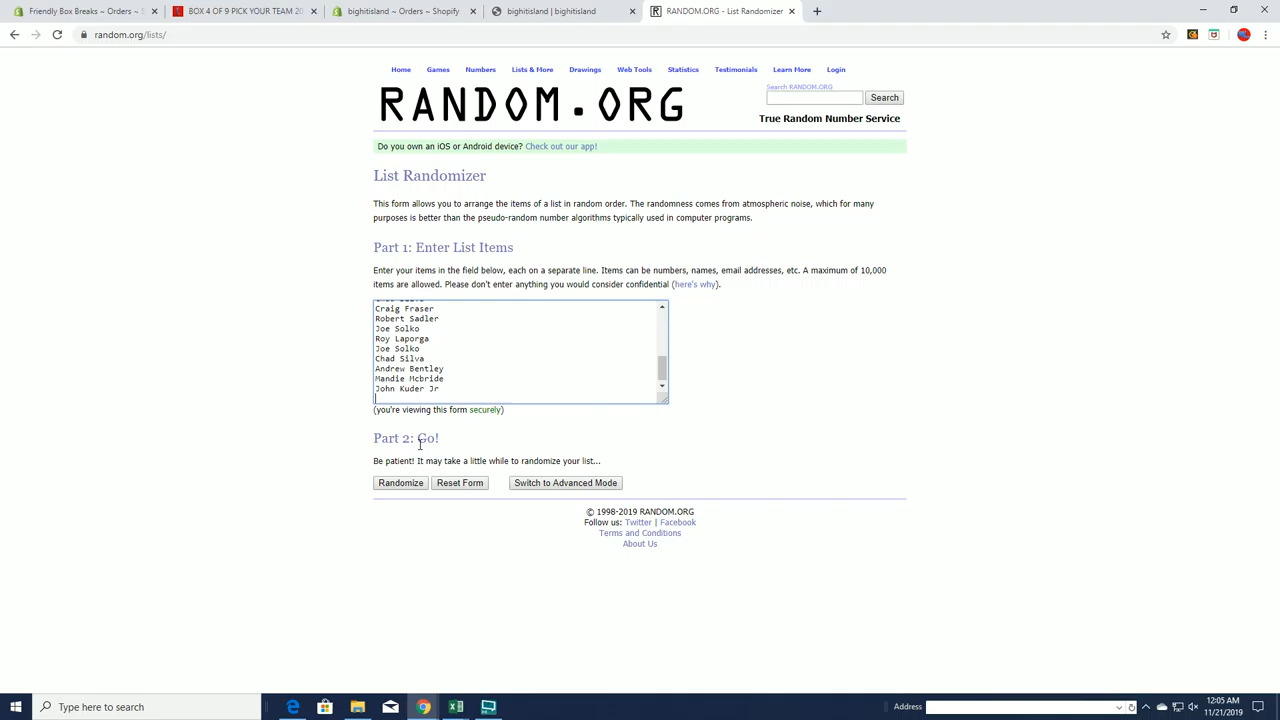 Friendly Box Breaks ~ Orders ~ S
BOX 4 OF 9 PICK YOUR TEAM 20
bighitisland ~ Orders ~ Shopify
bighitisland | bighitisland
RANDOM.ORG - List Randomizer
random.org/lists/
Home Games Numbers Lists & More Drawings Web Tools Statistics Testimonials Learn More Login
RANDOM.ORG
Search RANDOM.ORG
Search
True Random Number Service
Do you own an iOS or Android device? Check out our app!
List Randomizer
This form allows you to arrange the items of a list in random order. The randomness comes from atmospheric noise, which for many
purposes is better than the pseudo-random number algorithms typically used in computer programs.
Part 1: Enter List Items
Enter your items in the field below, each on a separate line. Items can be numbers, names, email addresses, etc. A maximum of 10,000
items are allowed. Please don't enter anything you would consider confidential (here's why).
Craig Fraser
Robert Sadler
Joe Solko
Roy Laporga
Joe Solko
Chad Silva
Andrew Bentley
Mandie Mcbride
John Kuder Jr
(you're viewing this form securely)
Part 2: Go!
Be patient! It may take a little while to randomize your list...
Randomize Reset Form Switch to Advanced Mode
© 1998-2019 RANDOM.ORG
Follow us: Twitter | Facebook
Terms and Conditions
About Us
Type here to search
Address
12:05 AM
11/21/2019